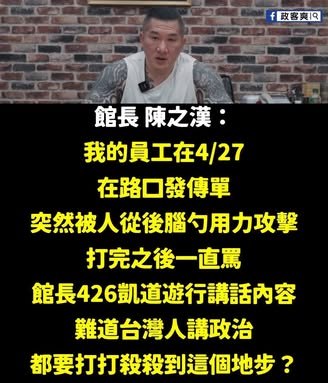 政客爽
館長 陳之漢：
我的員工在4/27
在路口發傳單
突然被人從後腦勺用力攻擊
打完之後一直罵
館長426凱道遊行講話內容
難道台灣人講政治
都要打打殺殺到這個地步？